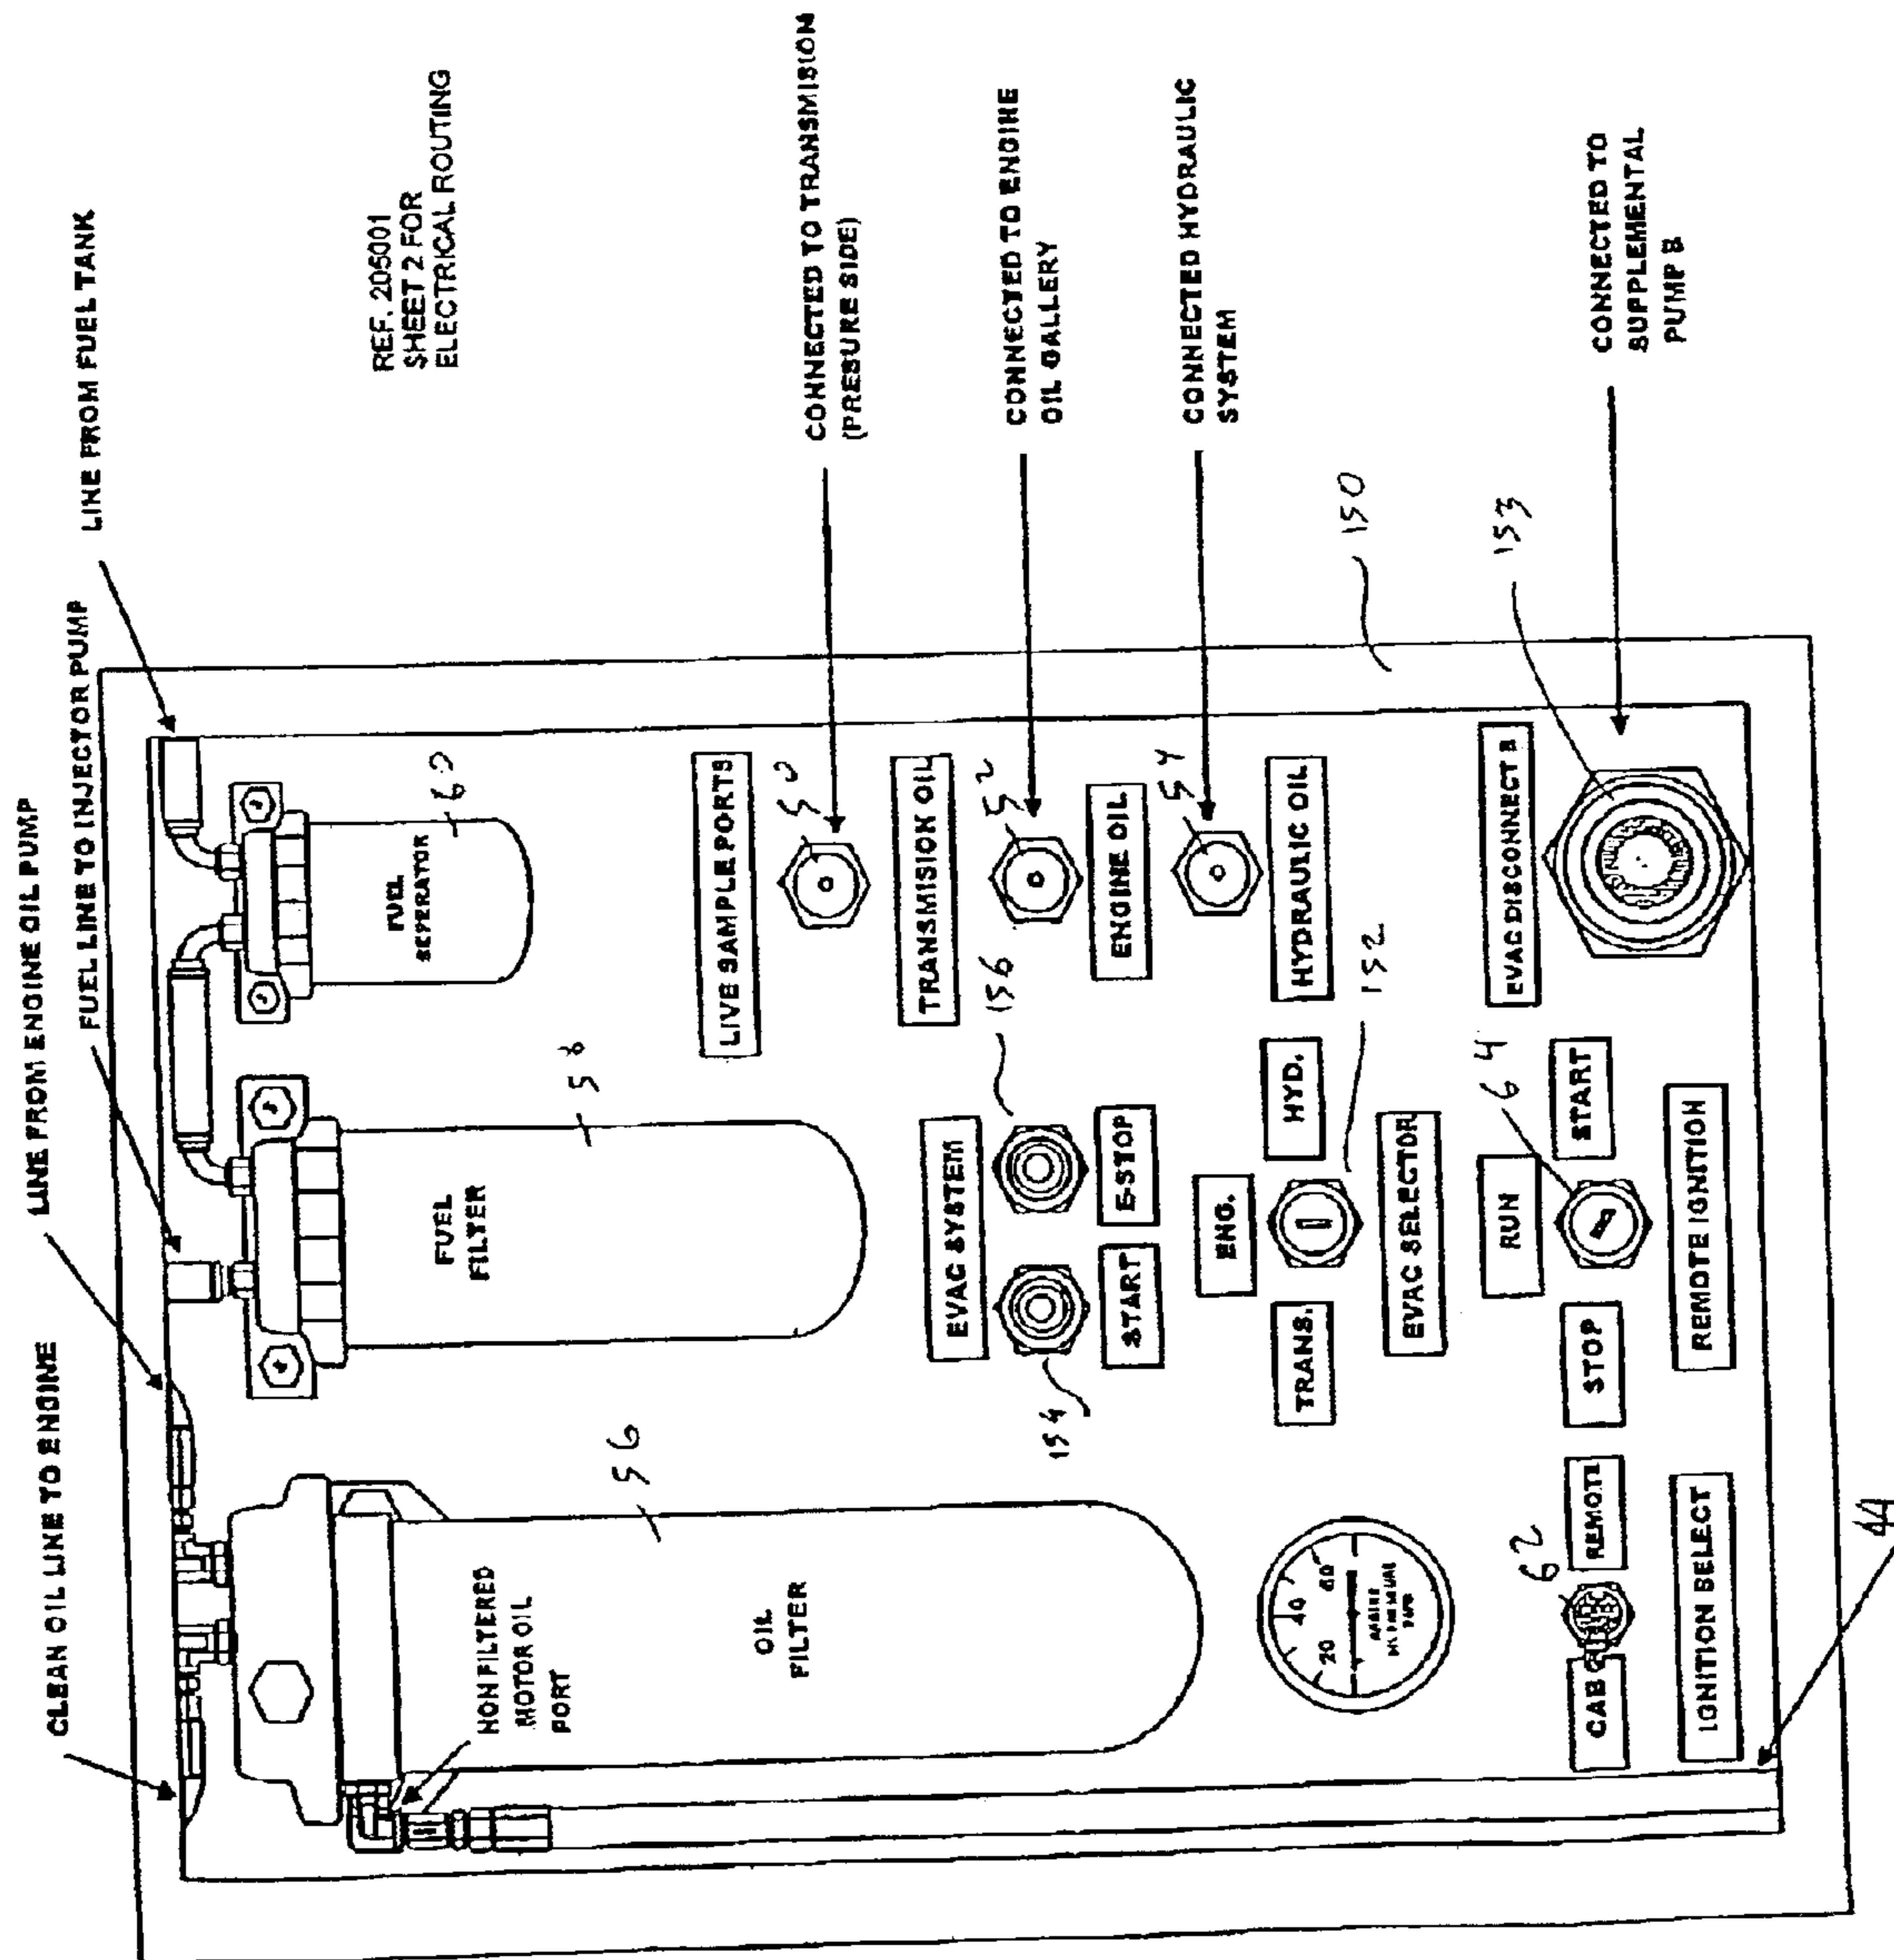 CLEAN OIL LINE TO ENGINE
LINE FROM ENGINE OIL PUMP
FUEL LINE TO INJECTOR PUMP
LINE FROM FUEL TANK
REF. 205001
SHEET 2 FOR
ELECTRICAL ROUTING
NON FILTERED
MOTOR OIL
PORT
OIL
FILTER
56
FUEL
FILTER
58
FUEL
SEPERATOR
60
LIVE SAMPLE PORTS
50
CONNECTED TO TRANSMISION
(PRESURE SIDE)
TRANSMISION OIL
52
CONNECTED TO ENGINE
OIL GALLERY
ENGINE OIL
54
CONNECTED HYDRAULIC
SYSTEM
HYDRAULIC OIL
EVAC SYSTEM
154
156
START
E-STOP
ENG.
TRANS.
HYD.
152
EVAC SELECTOR
20
40
60
150
EVAC DISCONNECT B
153
CONNECTED TO
SUPPLEMENTAL
PUMP B
62
CAB
REMOTE
IGNITION SELECT
RUN
64
STOP
START
REMOTE IGNITION
44